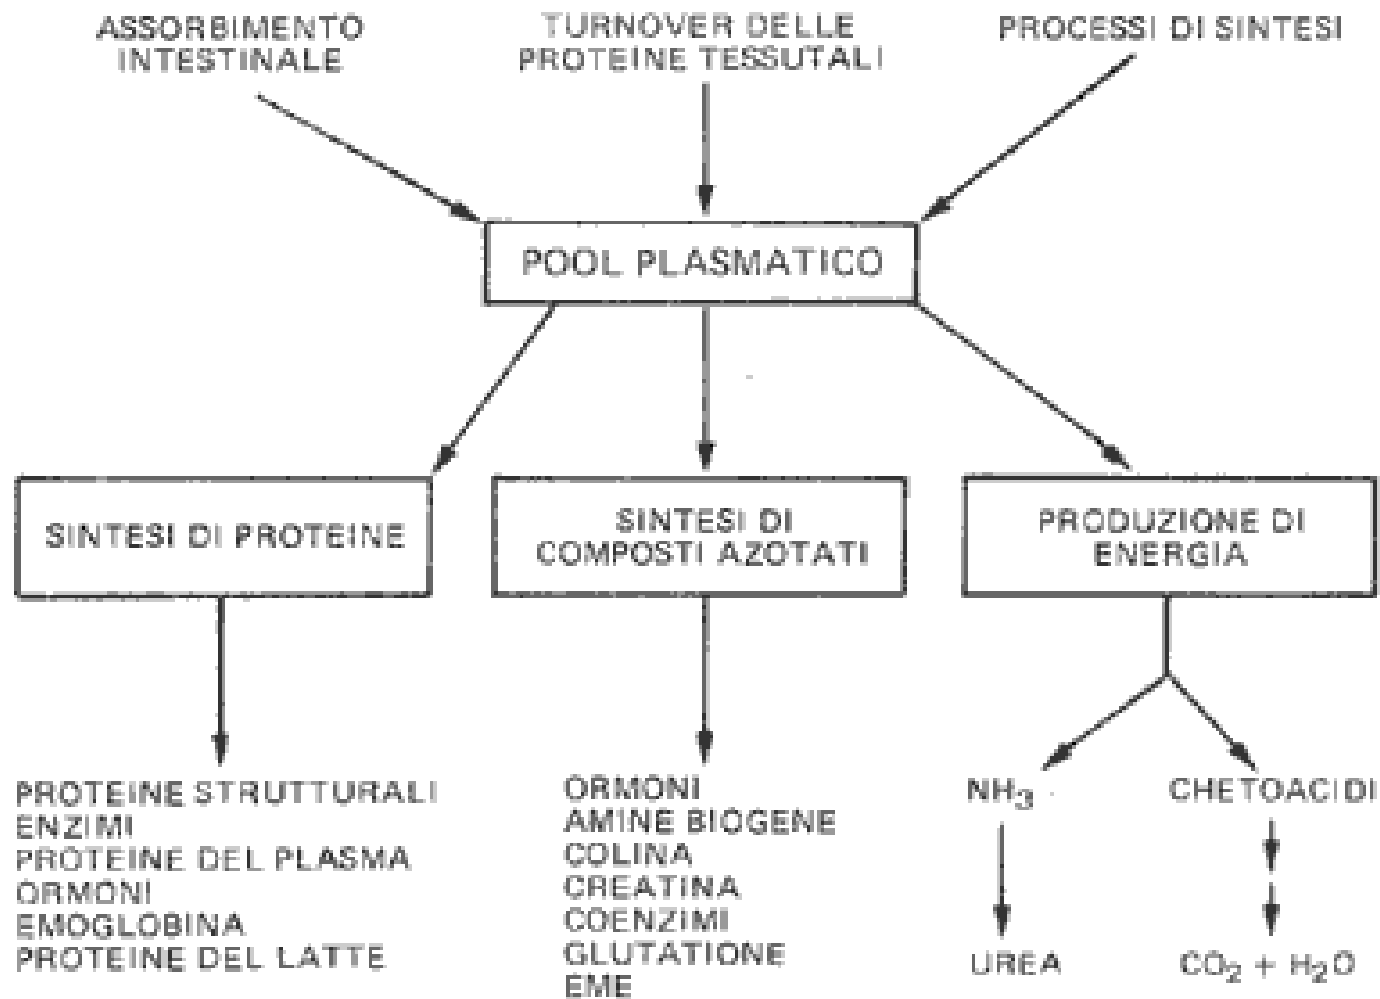 ASSORBIMENTO
INTESTINALE
TURNOVER DELLE
PROTEINE TESSUTALI
PROCESSI DI SINTESI
POOL PLASMATICO
SINTESI DI PROTEINE
SINTESI DI
COMPOSTI AZOTATI
PRODUZIONE DI
ENERGIA
PROTEINE STRUTTURALI
ENZIMI
PROTEINE DEL PLASMA
ORMONI
EMOGLOBINA
PROTEINE DEL LATTE
ORMONI
AMINE BIOGENE
COLINA
CREATINA
COENZIMI
GLUTATIONE
EME
NH₃
UREA
CHETOACIDI
CO₂ + H₂O